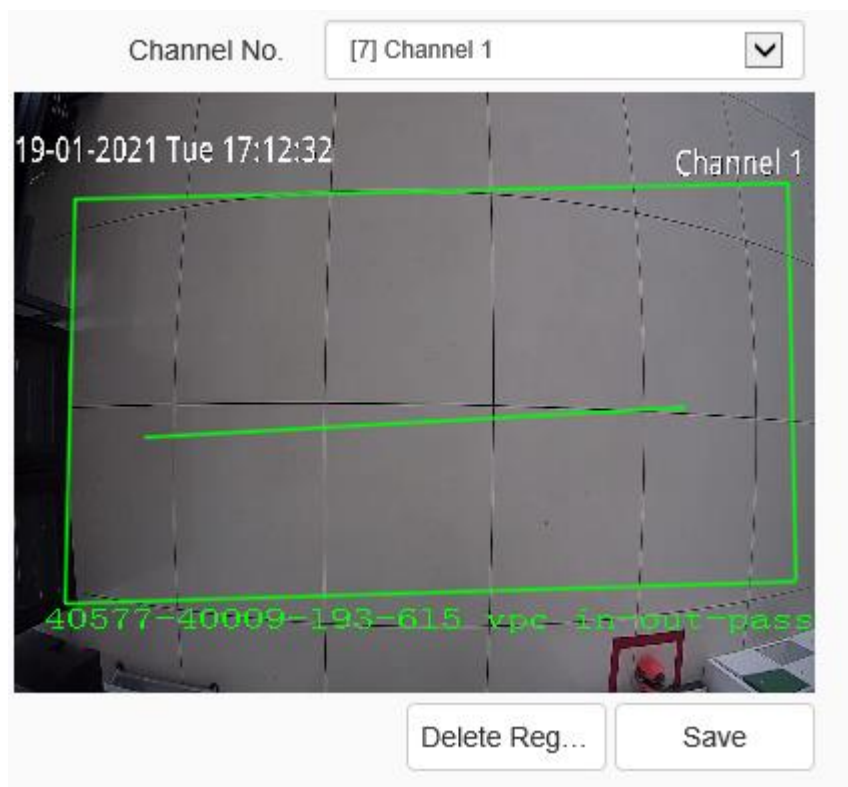 Channel No.
[7] Channel 1
19-01-2021 Tue 17:12:32
Channel 1
40577-40009-193-615 vpc in-out-pass
Delete Reg...
Save